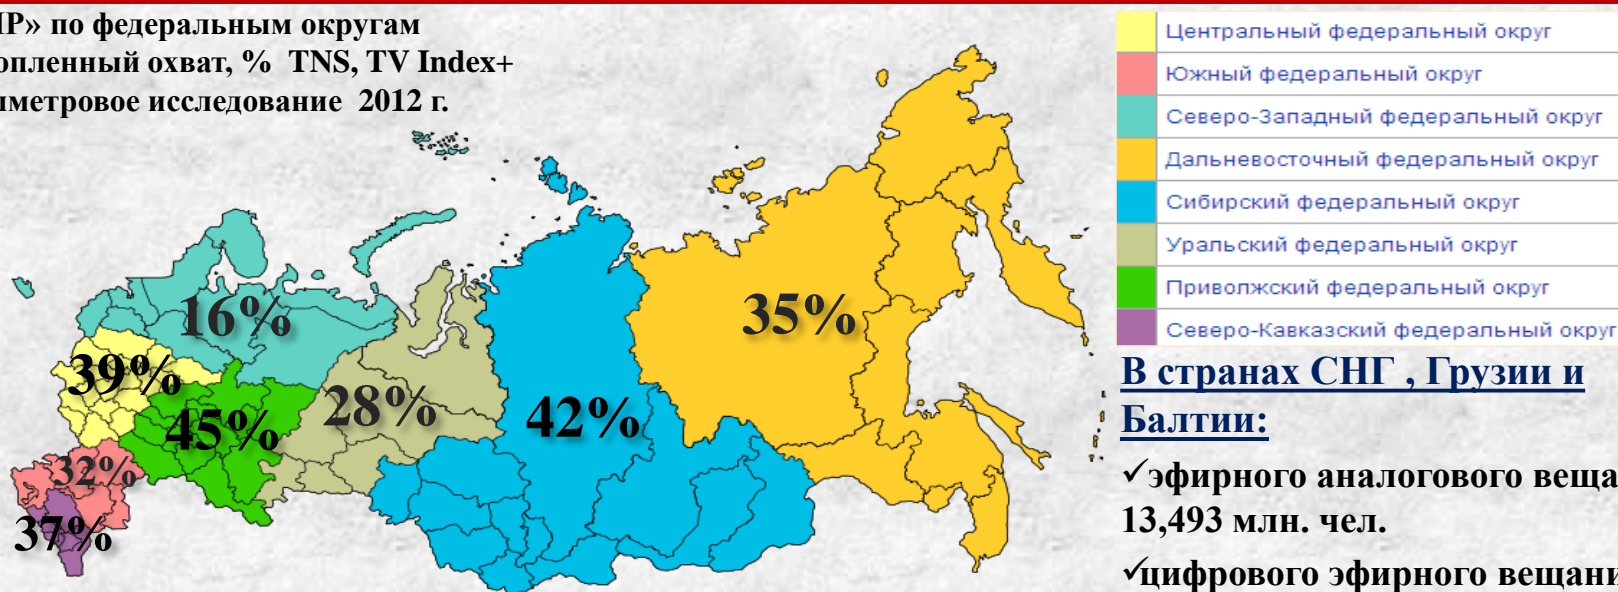 ИР» по федеральным округам
опленный охват, % TNS, TV Index+
метровое исследование 2012 г.
Центральный федеральный округ
Южный федеральный округ
Северо-Западный федеральный округ
Дальневосточный федеральный округ
Сибирский федеральный округ
Уральский федеральный округ
Приволжский федеральный округ
Северо-Кавказский федеральный округ
16%
35%
39%
28%
45%
42%
32%
37%
В странах СНГ , Грузии и
Балтии:
✓эфирного аналогового веща
13,493 млн. чел.
✓цифрового эфирного вещани